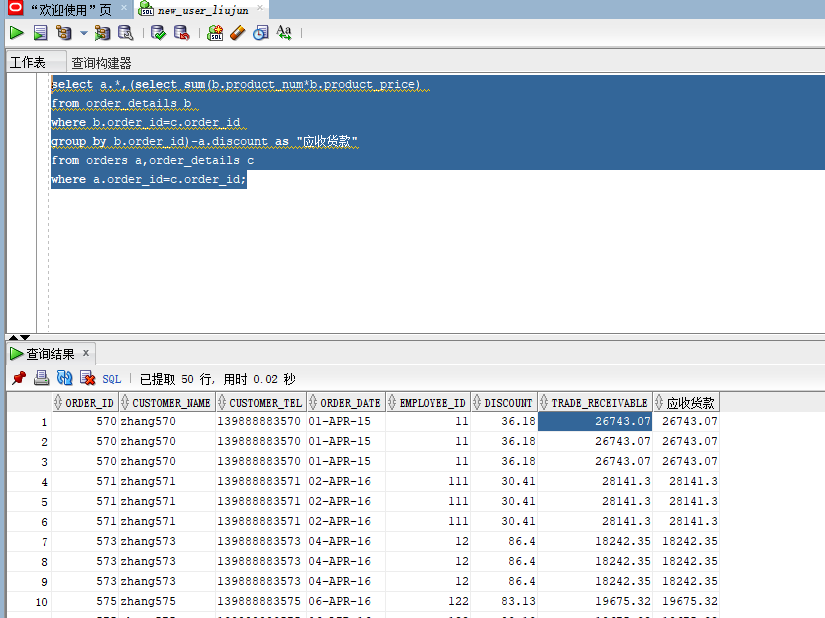 “欢迎使用”页 × new_user_liujun ×
工作表 查询构建器
select a.*,(select sum(b.product_num*b.product_price)
from order_details b
where b.order_id=c.order_id
group by b.order_id)-a.discount as "应收货款"
from orders a,order_details c
where a.order_id=c.order_id;
查询结果 ×
SQL | 已提取 50 行, 用时 0.02 秒
ORDER_ID CUSTOMER_NAME CUSTOMER_TEL ORDER_DATE EMPLOYEE_ID DISCOUNT TRADE_RECEIVABLE 应收货款
1 570 zhang570 139888883570 01-APR-15 11 36.18 26743.07 26743.07
2 570 zhang570 139888883570 01-APR-15 11 36.18 26743.07 26743.07
3 570 zhang570 139888883570 01-APR-15 11 36.18 26743.07 26743.07
4 571 zhang571 139888883571 02-APR-16 111 30.41 28141.3 28141.3
5 571 zhang571 139888883571 02-APR-16 111 30.41 28141.3 28141.3
6 571 zhang571 139888883571 02-APR-16 111 30.41 28141.3 28141.3
7 573 zhang573 139888883573 04-APR-16 12 86.4 18242.35 18242.35
8 573 zhang573 139888883573 04-APR-16 12 86.4 18242.35 18242.35
9 573 zhang573 139888883573 04-APR-16 12 86.4 18242.35 18242.35
10 575 zhang575 139888883575 06-APR-16 122 83.13 19675.32 19675.32